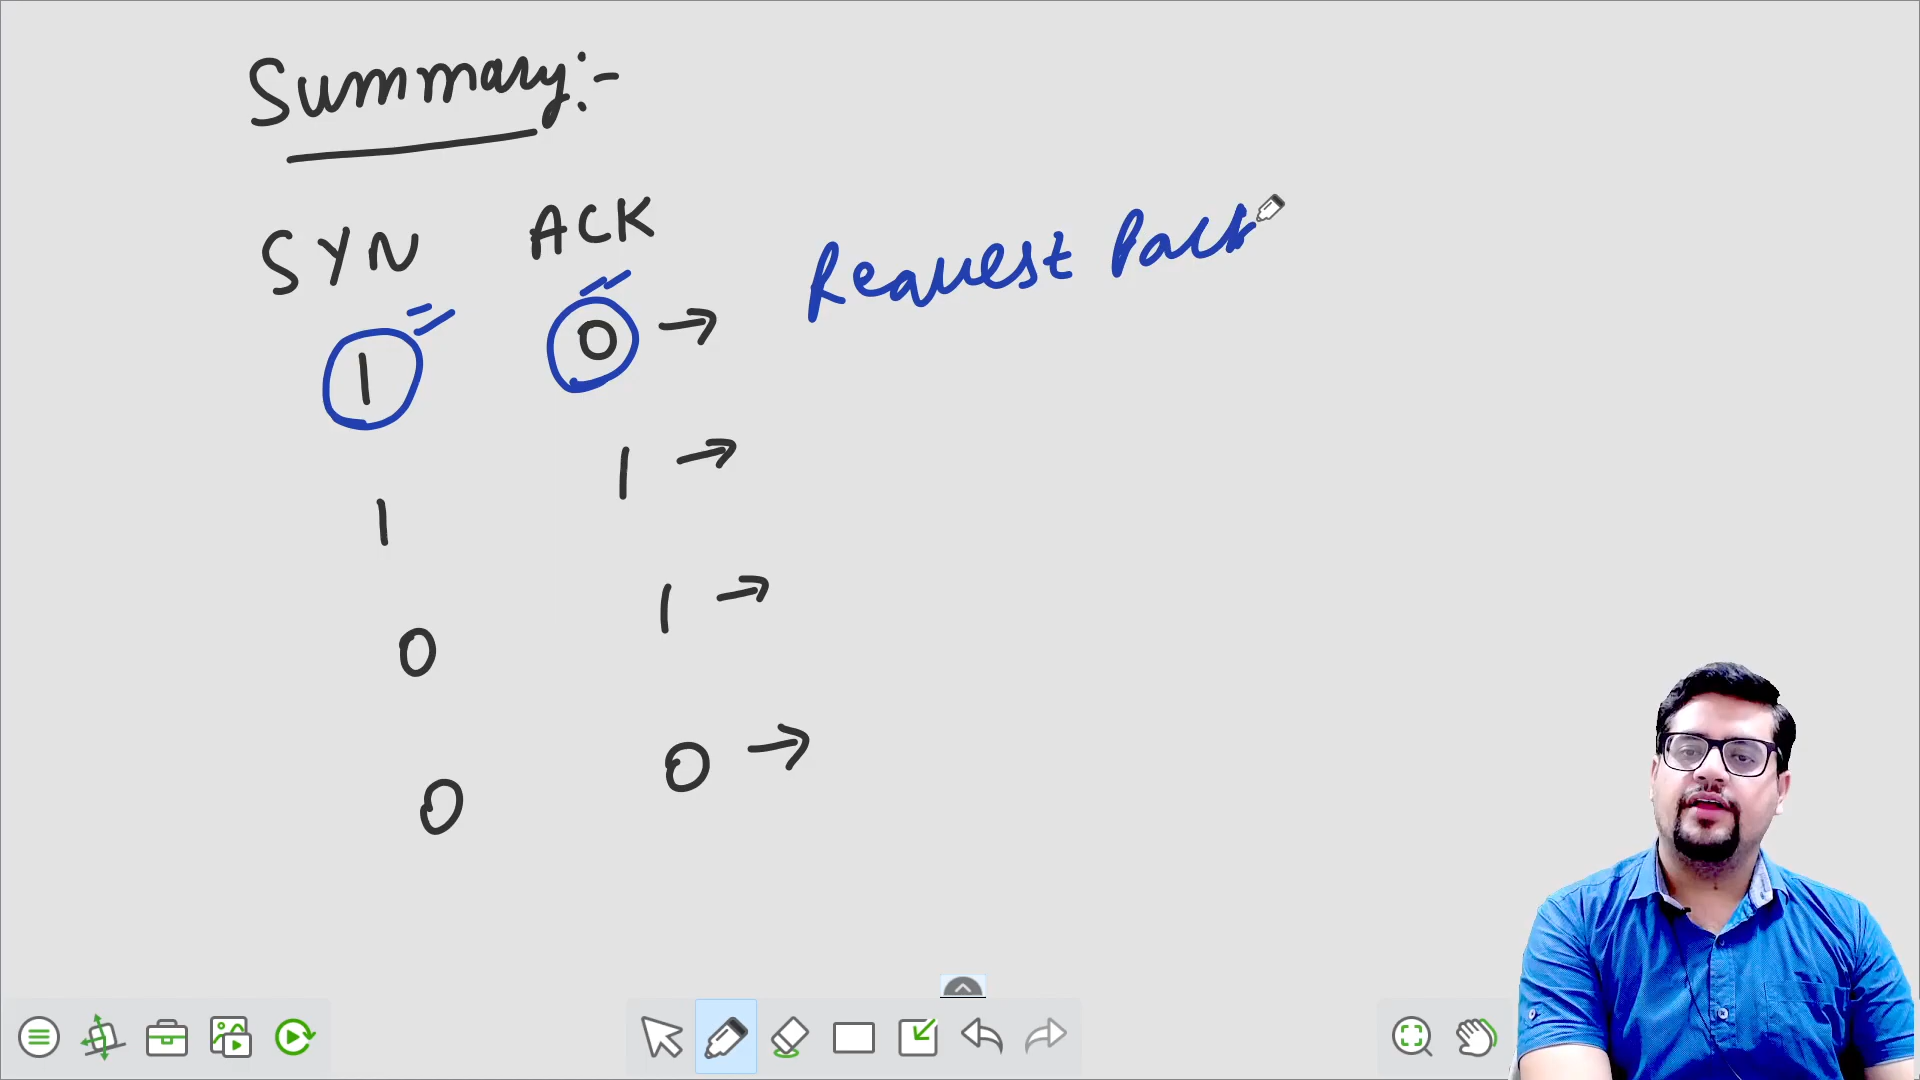 Summary:-
SYN ACK
1 0 →
Request Pack
1 1 →
0 1 →
0 0 →